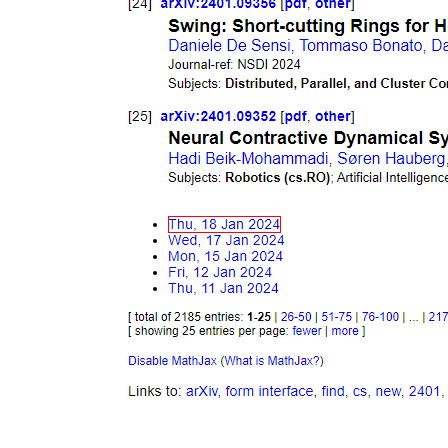 [24] arXiv:2401.09356 [pdf, other]
Swing: Short-cutting Rings for H
Daniele De Sensi, Tommaso Bonato, Da
Journal-ref: NSDI 2024
Subjects: Distributed, Parallel, and Cluster Co
[25] arXiv:2401.09352 [pdf, other]
Neural Contractive Dynamical Sy
Hadi Beik-Mohammadi, Søren Hauberg,
Subjects: Robotics (cs.RO); Artificial Intelligence
• Thu, 18 Jan 2024
• Wed, 17 Jan 2024
• Mon, 15 Jan 2024
• Fri, 12 Jan 2024
• Thu, 11 Jan 2024
[ total of 2185 entries: 1-25 | 26-50 | 51-75 | 76-100 | ... | 217
[ showing 25 entries per page: fewer | more ]
Disable MathJax (What is MathJax?)
Links to: arXiv, form interface, find, cs, new, 2401,